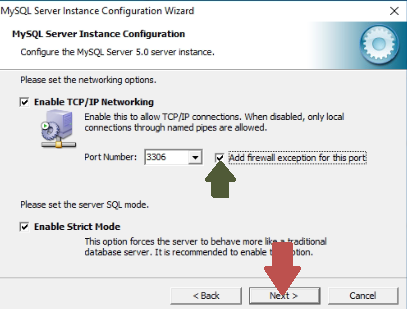 MySQL Server Instance Configuration Wizard
MySQL Server Instance Configuration
Configure the MySQL Server 5.0 server instance.
Please set the networking options.
Enable TCP/IP Networking
Enable this to allow TCP/IP connections. When disabled, only local
connections through named pipes are allowed.
Port Number: 3306 Add firewall exception for this port
Please set the server SQL mode.
Enable Strict Mode
This option forces the server to behave more like a traditional
database server. It is recommended to enable this option.
< Back Next > Cancel